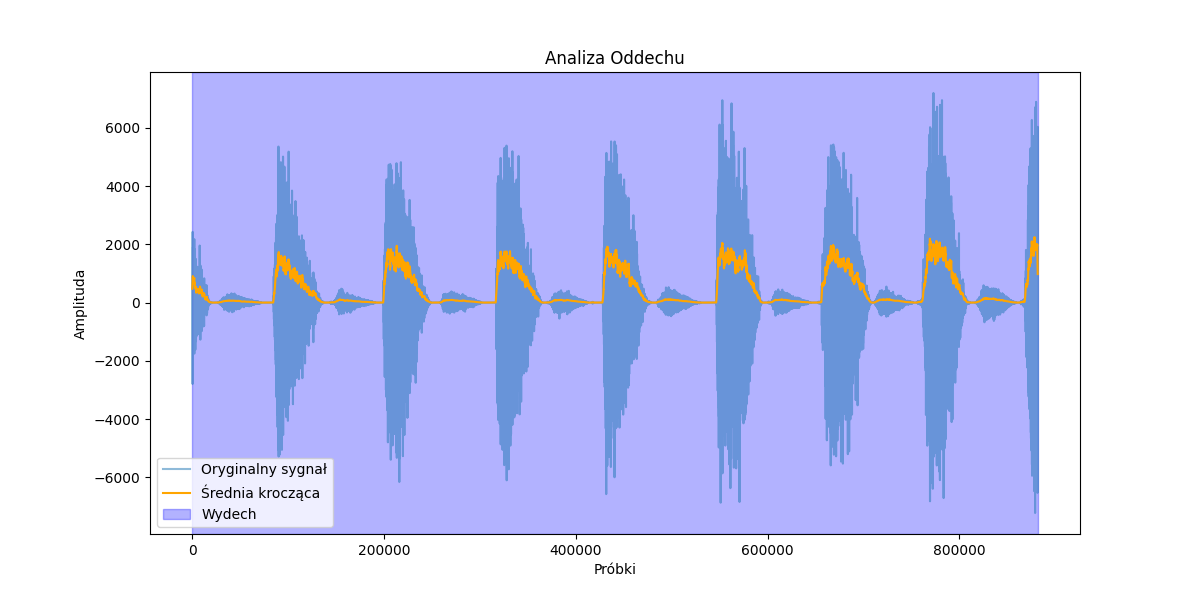 Analiza Oddechu
Amplituda
6000
4000
2000
0
−2000
−4000
−6000
Oryginalny sygnał
Średnia krocząca
Wydech
0 200000 400000 600000 800000
Próbki